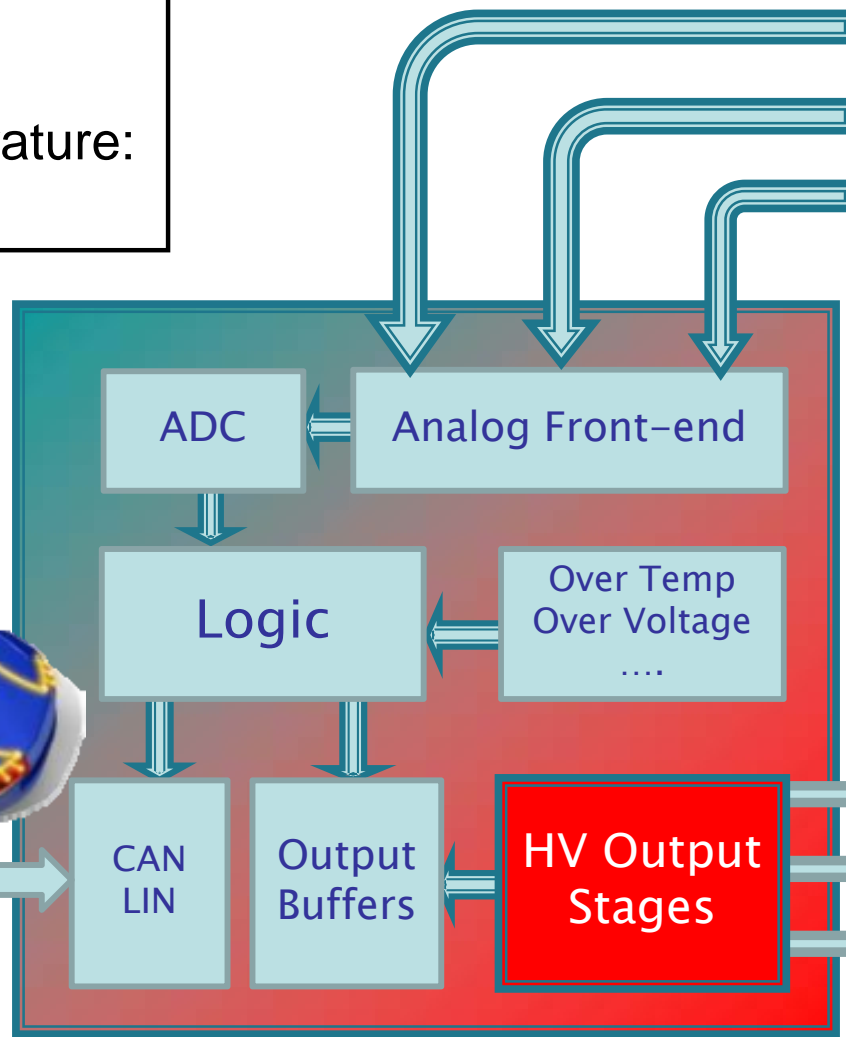 ature:
ADC
Analog Front-end
Logic
Over Temp
Over Voltage
….
CAN
LIN
Output
Buffers
HV Output
Stages